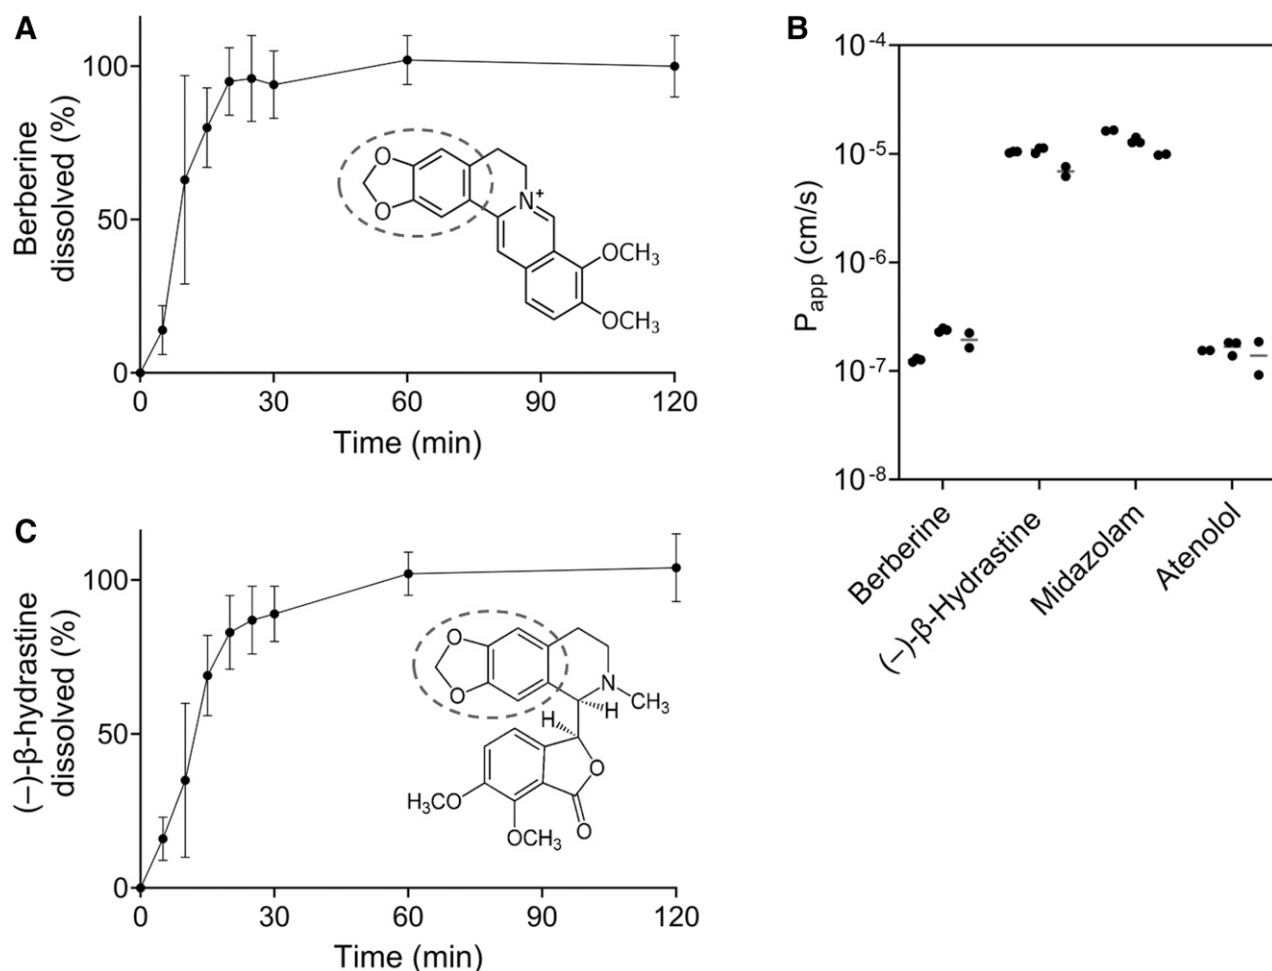 A
Berberine
dissolved (%)
100
50
0
0 30 60 90 120
Time (min)
O
O
N+
OCH3
OCH3
B
Papp (cm/s)
10-4
10-5
10-6
10-7
10-8
Berberine
(−)-β-Hydrastine
Midazolam
Atenolol
C
(−)-β-hydrastine
dissolved (%)
100
50
0
0 30 60 90 120
Time (min)
O
O
N
CH3
H
H
O
O
H3CO
OCH3